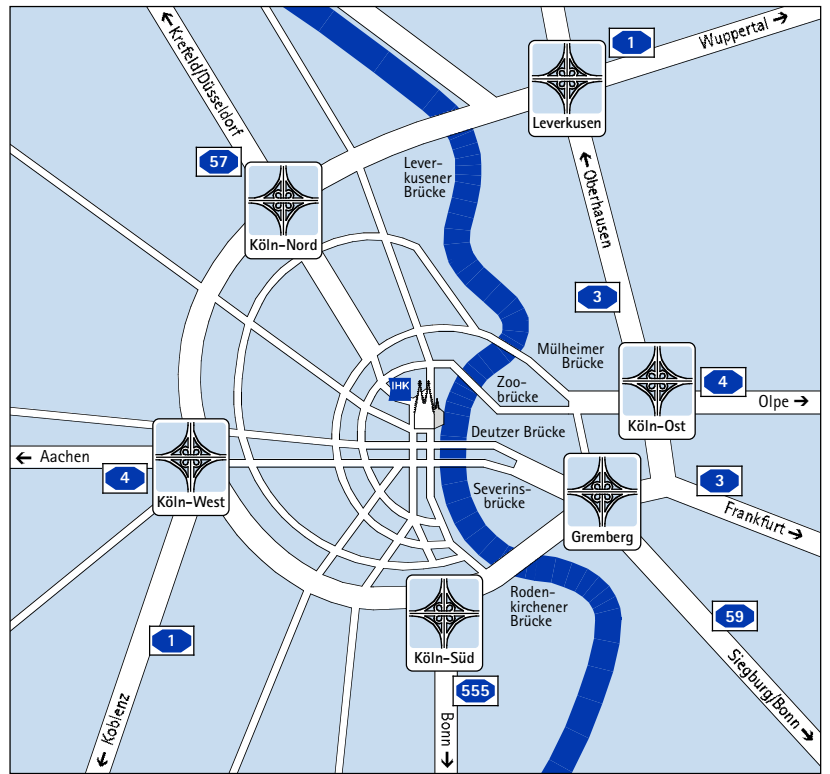 1
Wuppertal
Krefeld/Düsseldorf
Leverkusen
57
Lever-
kusener
Brücke
Oberhausen
Köln-Nord
3
Mülheimer
Brücke
IHK
Zoo-
brücke
4
Olpe
Köln-Ost
Deutzer Brücke
Aachen
4
Köln-West
Severins-
brücke
3
Frankfurt
Gremberg
Roden-
kirchener
Brücke
59
1
Köln-Süd
Siegburg/Bonn
555
Koblenz
Bonn